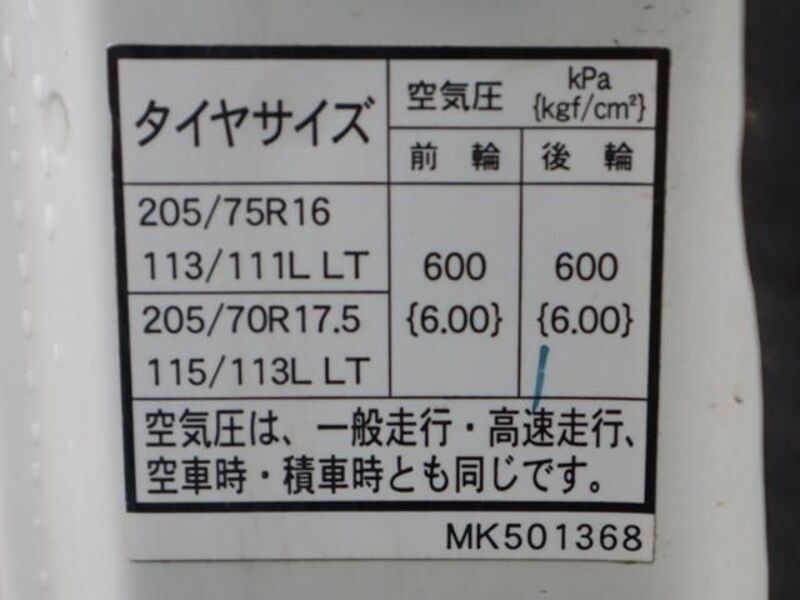 タイヤサイズ
空気圧 kPa
{kgf/cm²}
前輪 後輪
205/75R16
113/111L LT
205/70R17.5
115/113L LT
600
{6.00}
600
{6.00}
空気圧は、一般走行・高速走行、
空車時・積車時とも同じです。
MK501368